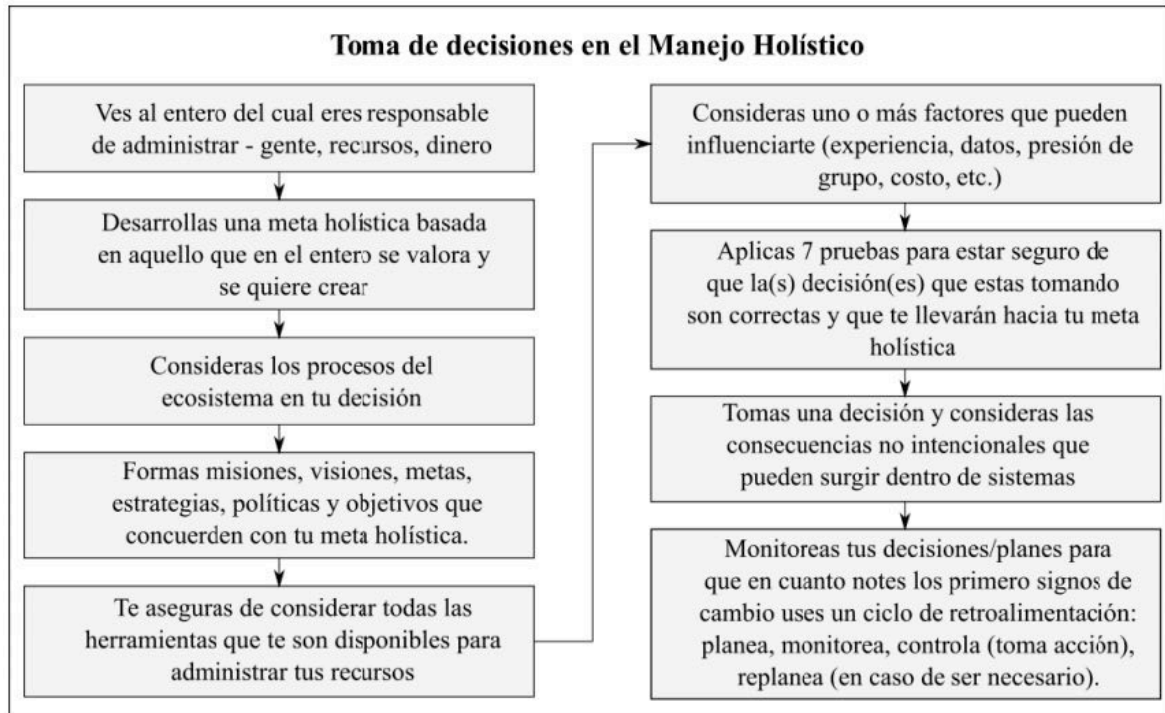 Toma de decisiones en el Manejo Holístico
Ves al entero del cual eres responsable
de administrar - gente, recursos, dinero
Desarrollas una meta holística basada
en aquello que en el entero se valora y
se quiere crear
Consideras los procesos del
ecosistema en tu decisión
Formas misiones, visiones, metas,
estrategias, políticas y objetivos que
concuerden con tu meta holística.
Te aseguras de considerar todas las
herramientas que te son disponibles para
administrar tus recursos
Consideras uno o más factores que pueden
influenciarte (experiencia, datos, presión de
grupo, costo, etc.)
Aplicas 7 pruebas para estar seguro de
que la(s) decisión(es) que estas tomando
son correctas y que te llevarán hacia tu meta
holística
Tomas una decisión y consideras las
consecuencias no intencionales que
pueden surgir dentro de sistemas
Monitoreas tus decisiones/planes para
que en cuanto notes los primero signos de
cambio uses un ciclo de retroalimentación:
planea, monitorea, controla (toma acción),
replanea (en caso de ser necesario).